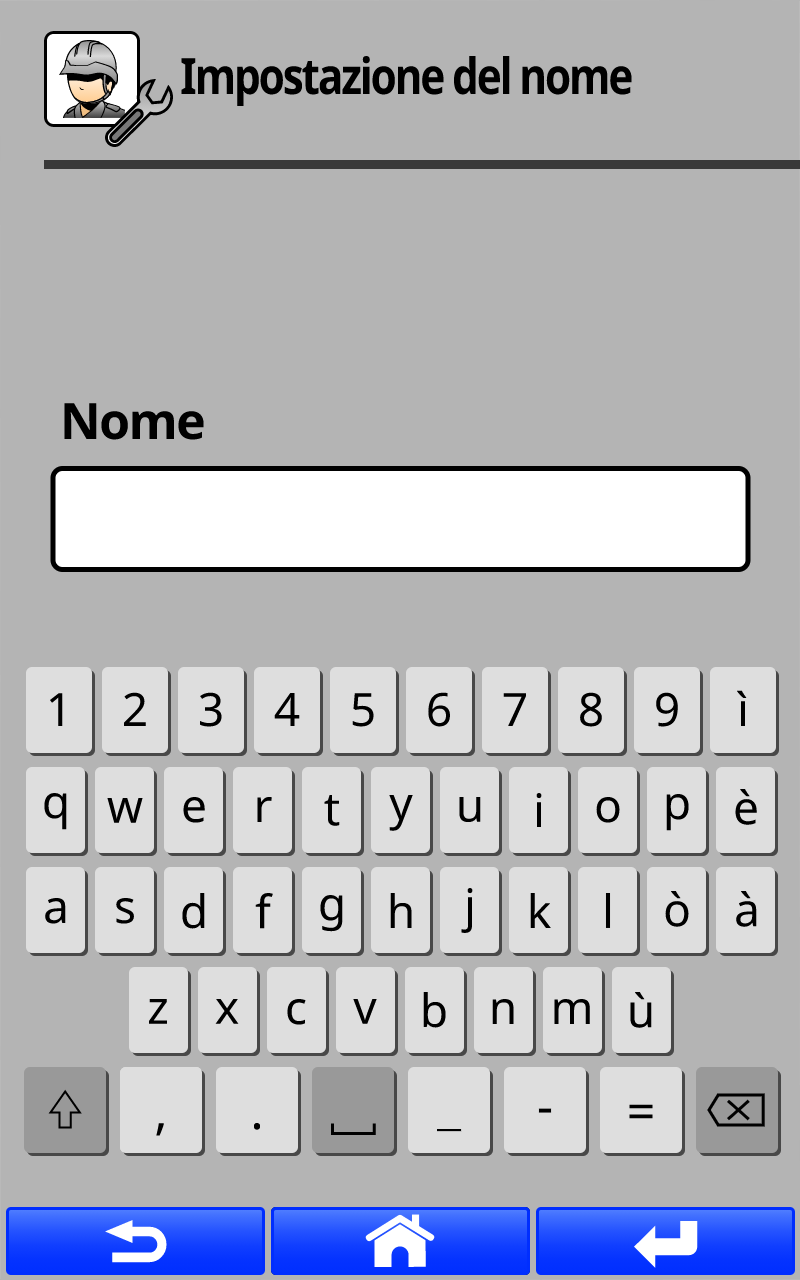 Impostazione del nome
Nome
1 2 3 4 5 6 7 8 9 ì
q w e r t y u i o p è
a s d f g h j k l ò à
z x c v b n m ù
, . _ - =